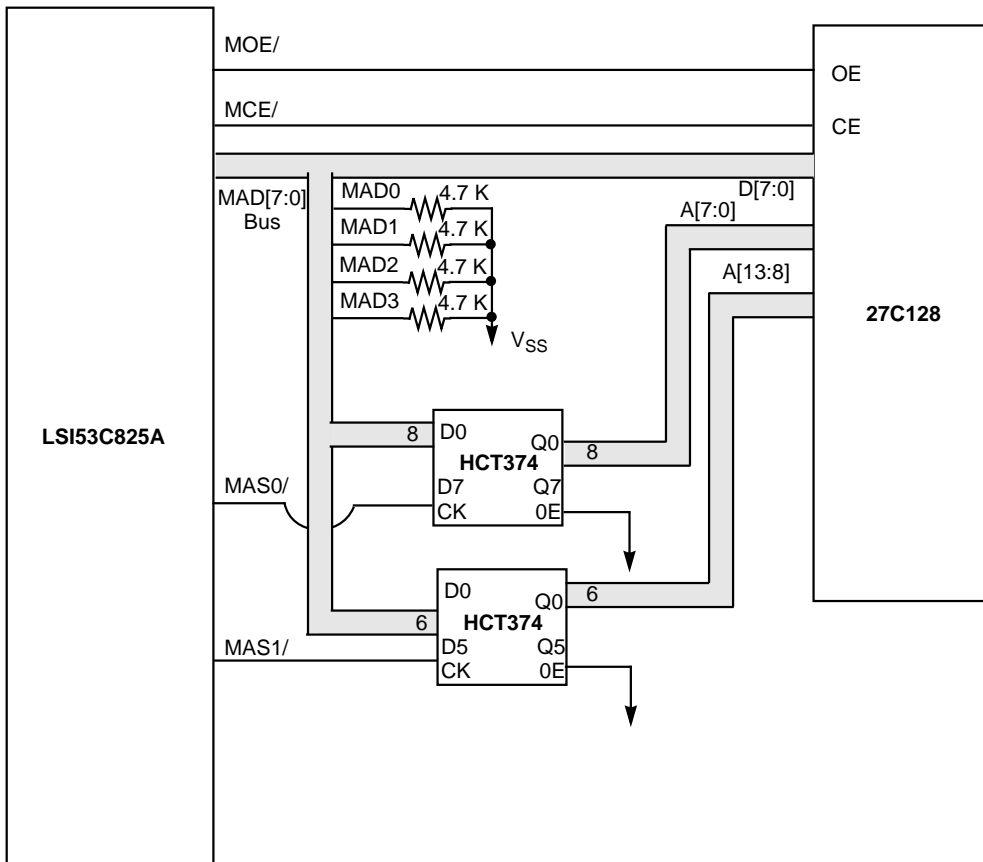 MOE/
OE
MCE/
CE
MAD[7:0]
Bus
MAD0
4.7 K
D[7:0]
MAD1
4.7 K
A[7:0]
MAD2
4.7 K
A[13:8]
MAD3
4.7 K
VSS
27C128
LSI53C825A
8
D0
Q0
8
HCT374
D7
Q7
MAS0/
CK
0E
D0
Q0
6
6
HCT374
D5
Q5
MAS1/
CK
0E